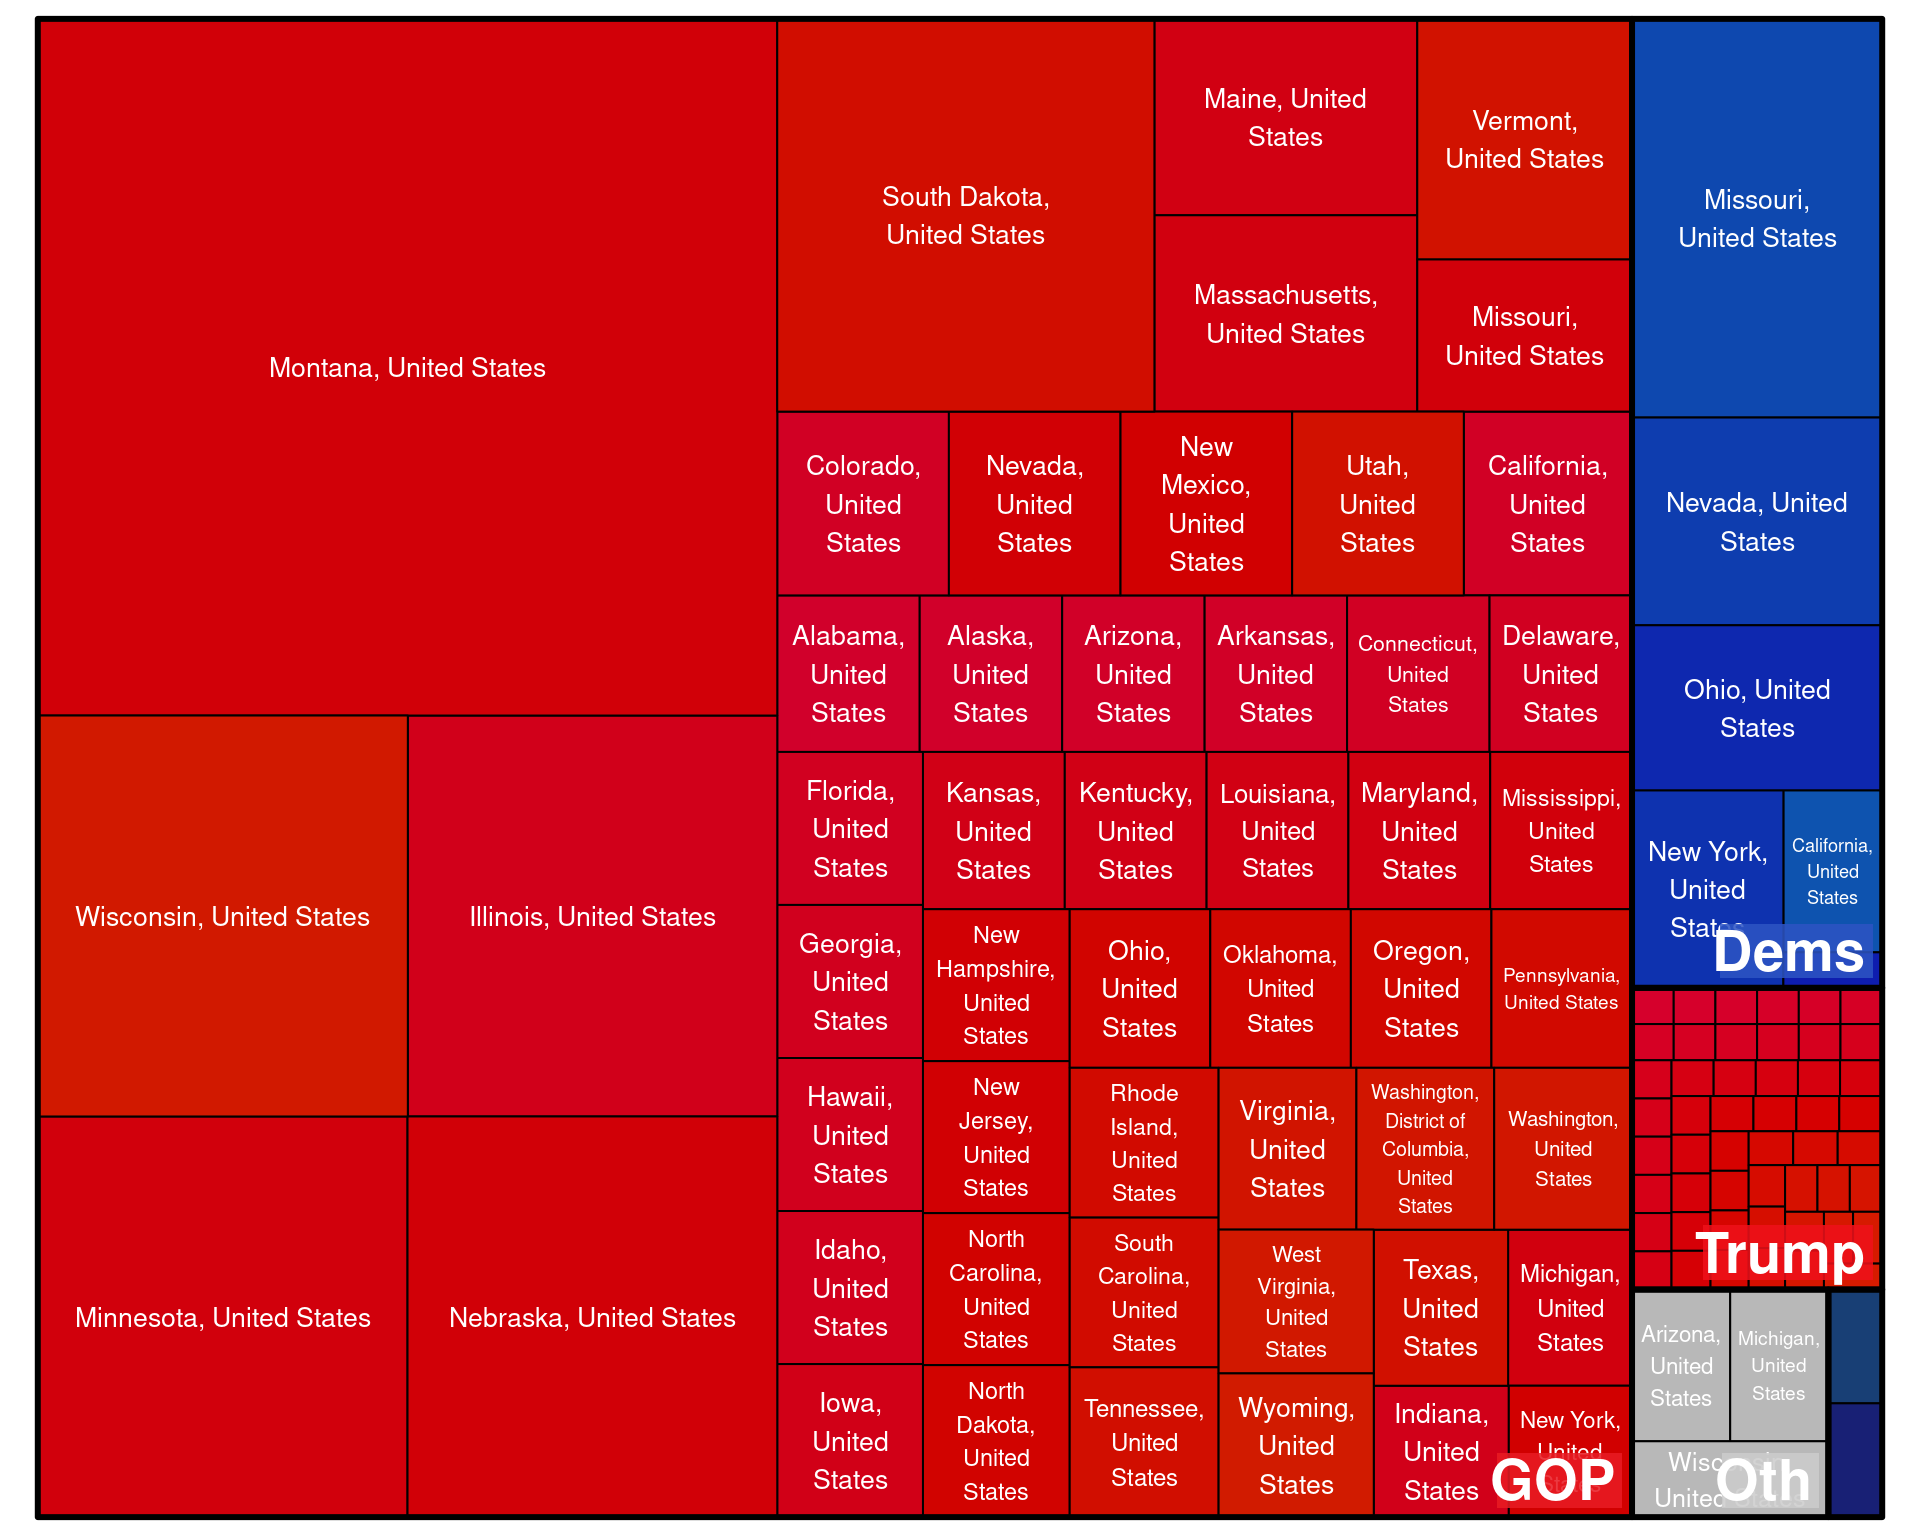 Montana, United States
Wisconsin, United States
Illinois, United States
Minnesota, United States
Nebraska, United States
South Dakota,
United States
Maine, United
States
Massachusetts,
United States
Vermont,
United States
Missouri,
United States
Colorado,
United
States
Nevada,
United
States
New
Mexico,
United
States
Utah,
United
States
California,
United
States
Alabama,
United
States
Alaska,
United
States
Arizona,
United
States
Arkansas,
United
States
Connecticut,
United
States
Delaware,
United
States
Florida,
United
States
Kansas,
United
States
Kentucky,
United
States
Louisiana,
United
States
Maryland,
United
States
Mississippi,
United
States
Georgia,
United
States
New
Hampshire,
United
States
Ohio,
United
States
Oklahoma,
United
States
Oregon,
United
States
Pennsylvania,
United States
Hawaii,
United
States
New
Jersey,
United
States
Rhode
Island,
United
States
Virginia,
United
States
Washington,
District of
Columbia,
United
States
Washington,
United
States
Idaho,
United
States
North
Carolina,
United
States
South
Carolina,
United
States
West
Virginia,
United
States
Texas,
United
States
Michigan,
United
States
Iowa,
United
States
North
Dakota,
United
States
Tennessee,
United
States
Wyoming,
United
States
Indiana,
United
States
New York,
United
States
GOP
Missouri,
United States
Nevada, United
States
Ohio, United
States
New York,
United
States
California,
United
States
Dems
Trump
Arizona,
United
States
Michigan,
United
States
United States
Oth